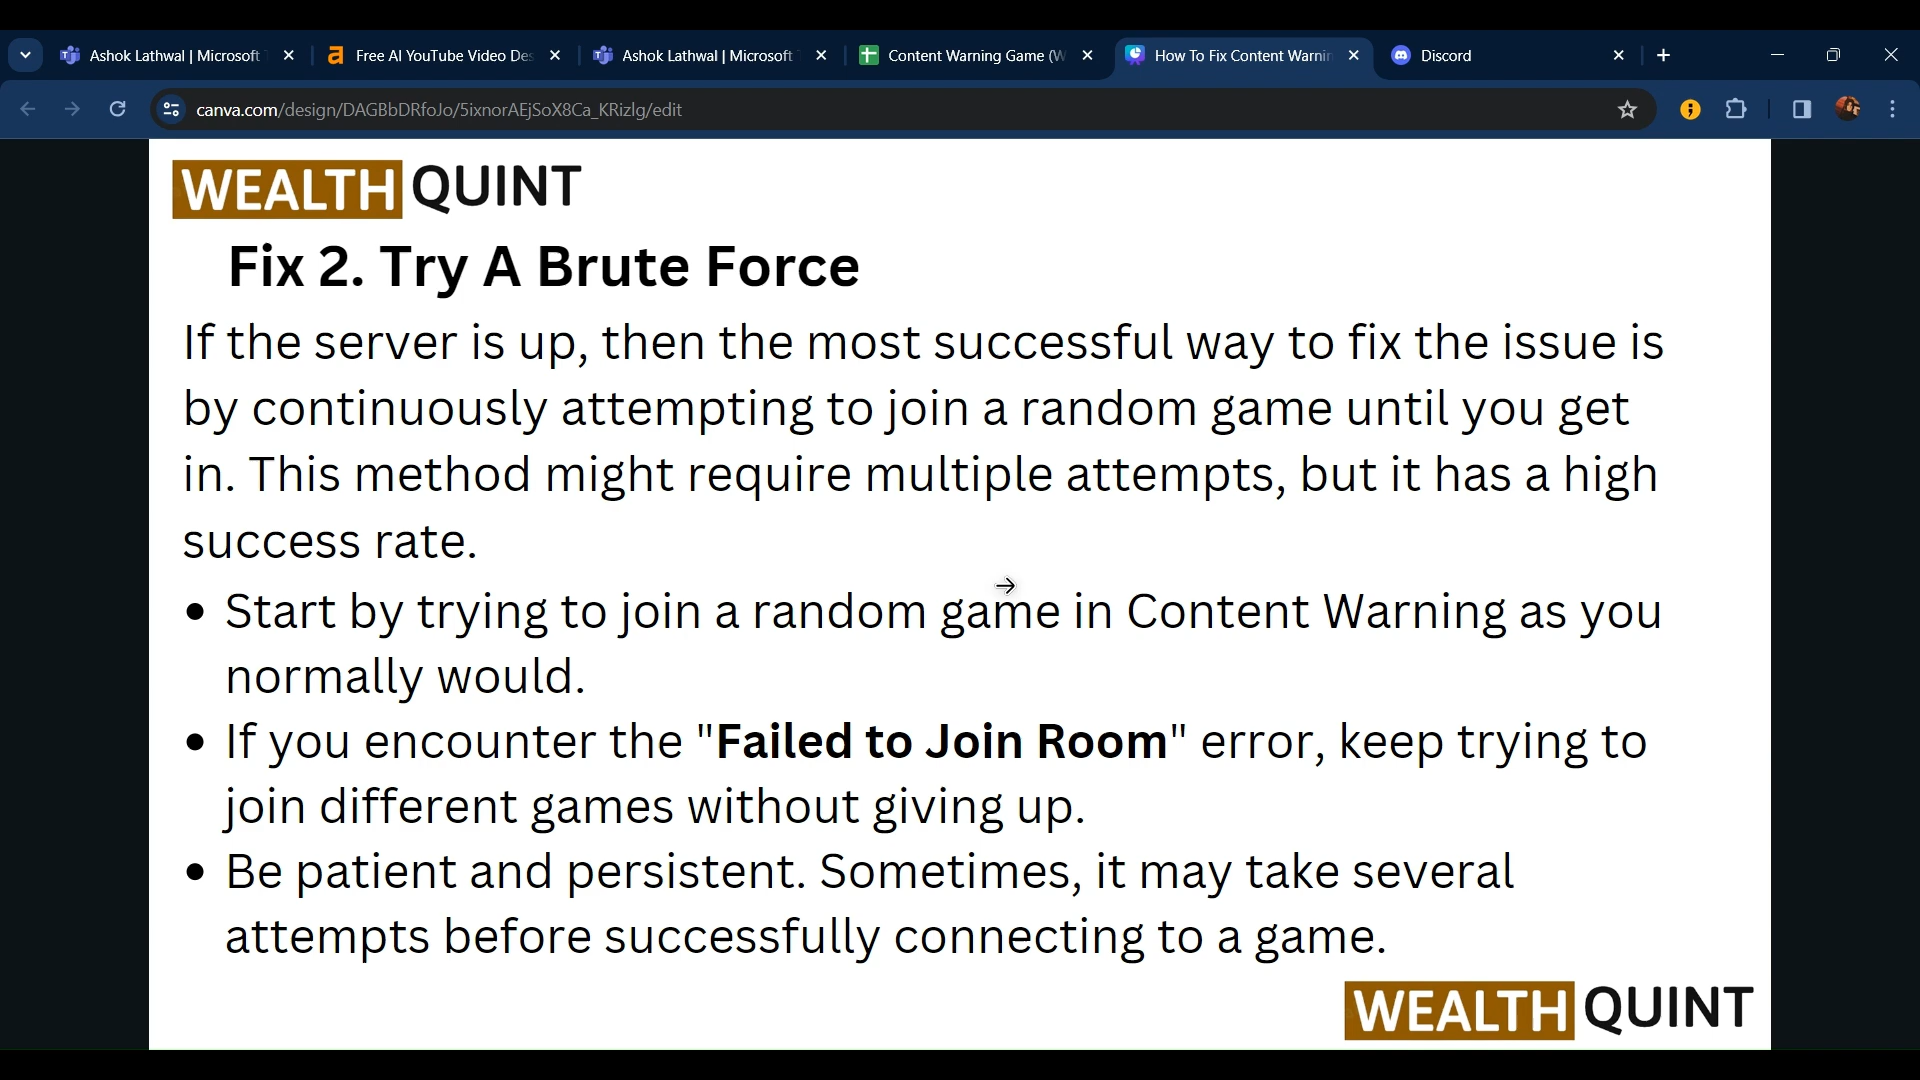 Ashok Lathwal | Microsoft
Free AI YouTube Video Des
Ashok Lathwal | Microsoft
Content Warning Game (W
How To Fix Content Warnin
Discord
canva.com/design/DAGBbDRfoJo/5ixnorAEjSoX8Ca_KRizlg/edit
WEALTH QUINT
Fix 2. Try A Brute Force
If the server is up, then the most successful way to fix the issue is
by continuously attempting to join a random game until you get
in. This method might require multiple attempts, but it has a high
success rate.
• Start by trying to join a random game in Content Warning as you
normally would.
• If you encounter the "Failed to Join Room" error, keep trying to
join different games without giving up.
• Be patient and persistent. Sometimes, it may take several
attempts before successfully connecting to a game.
WEALTH QUINT